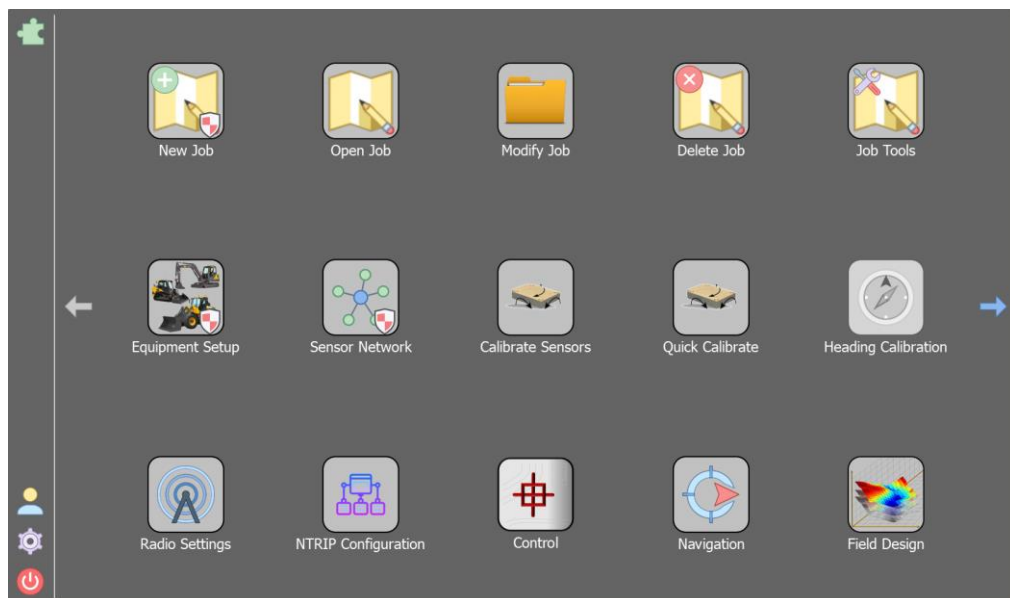 New Job
Open Job
Modify Job
Delete Job
Job Tools
Equipment Setup
Sensor Network
Calibrate Sensors
Quick Calibrate
Heading Calibration
Radio Settings
NTRIP Configuration
Control
Navigation
Field Design